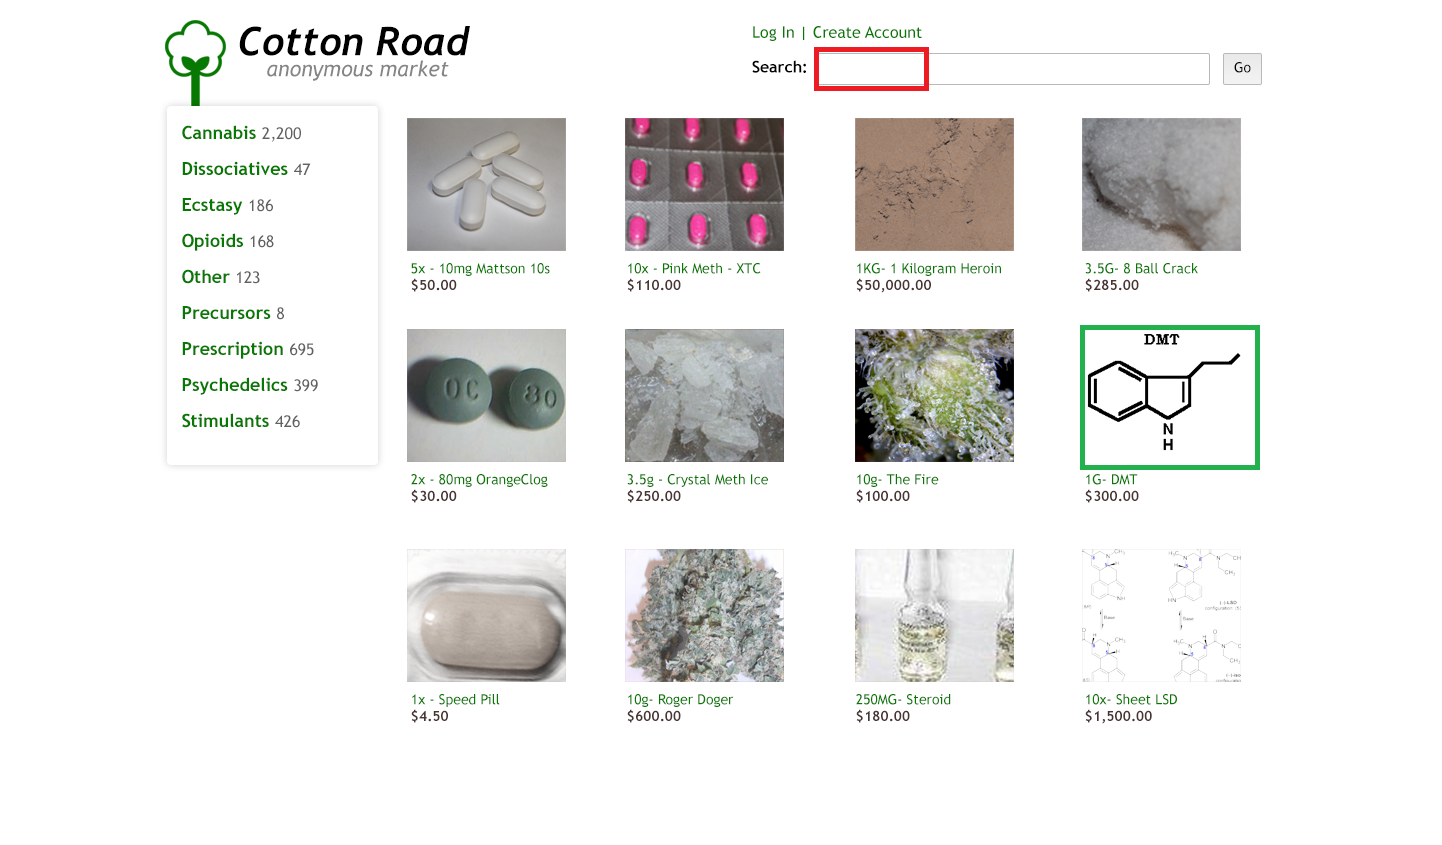 Cotton Road
anonymous market
Log In | Create Account
Search:
Go
Cannabis 2,200
Dissociatives 47
Ecstasy 186
Opioids 168
Other 123
Precursors 8
Prescription 695
Psychedelics 399
Stimulants 426
5x - 10mg Mattson 10s
$50.00
10x - Pink Meth - XTC
$110.00
1KG- 1 Kilogram Heroin
$50,000.00
3.5G- 8 Ball Crack
$285.00
OC 80
DMT
N
H
2x - 80mg OrangeClog
$30.00
3.5g - Crystal Meth Ice
$250.00
10g- The Fire
$100.00
1G- DMT
$300.00
1x - Speed Pill
$4.50
10g- Roger Doger
$600.00
250MG- Steroid
$180.00
10x- Sheet LSD
$1,500.00